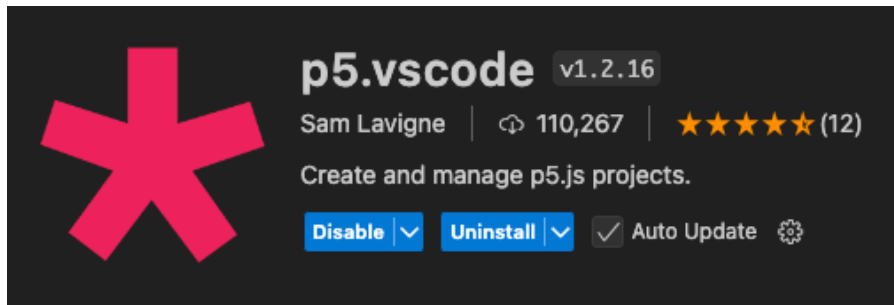 p5.vscode v1.2.16
Sam Lavigne 110,267 (12)
Create and manage p5.js projects.
Disable Uninstall Auto Update